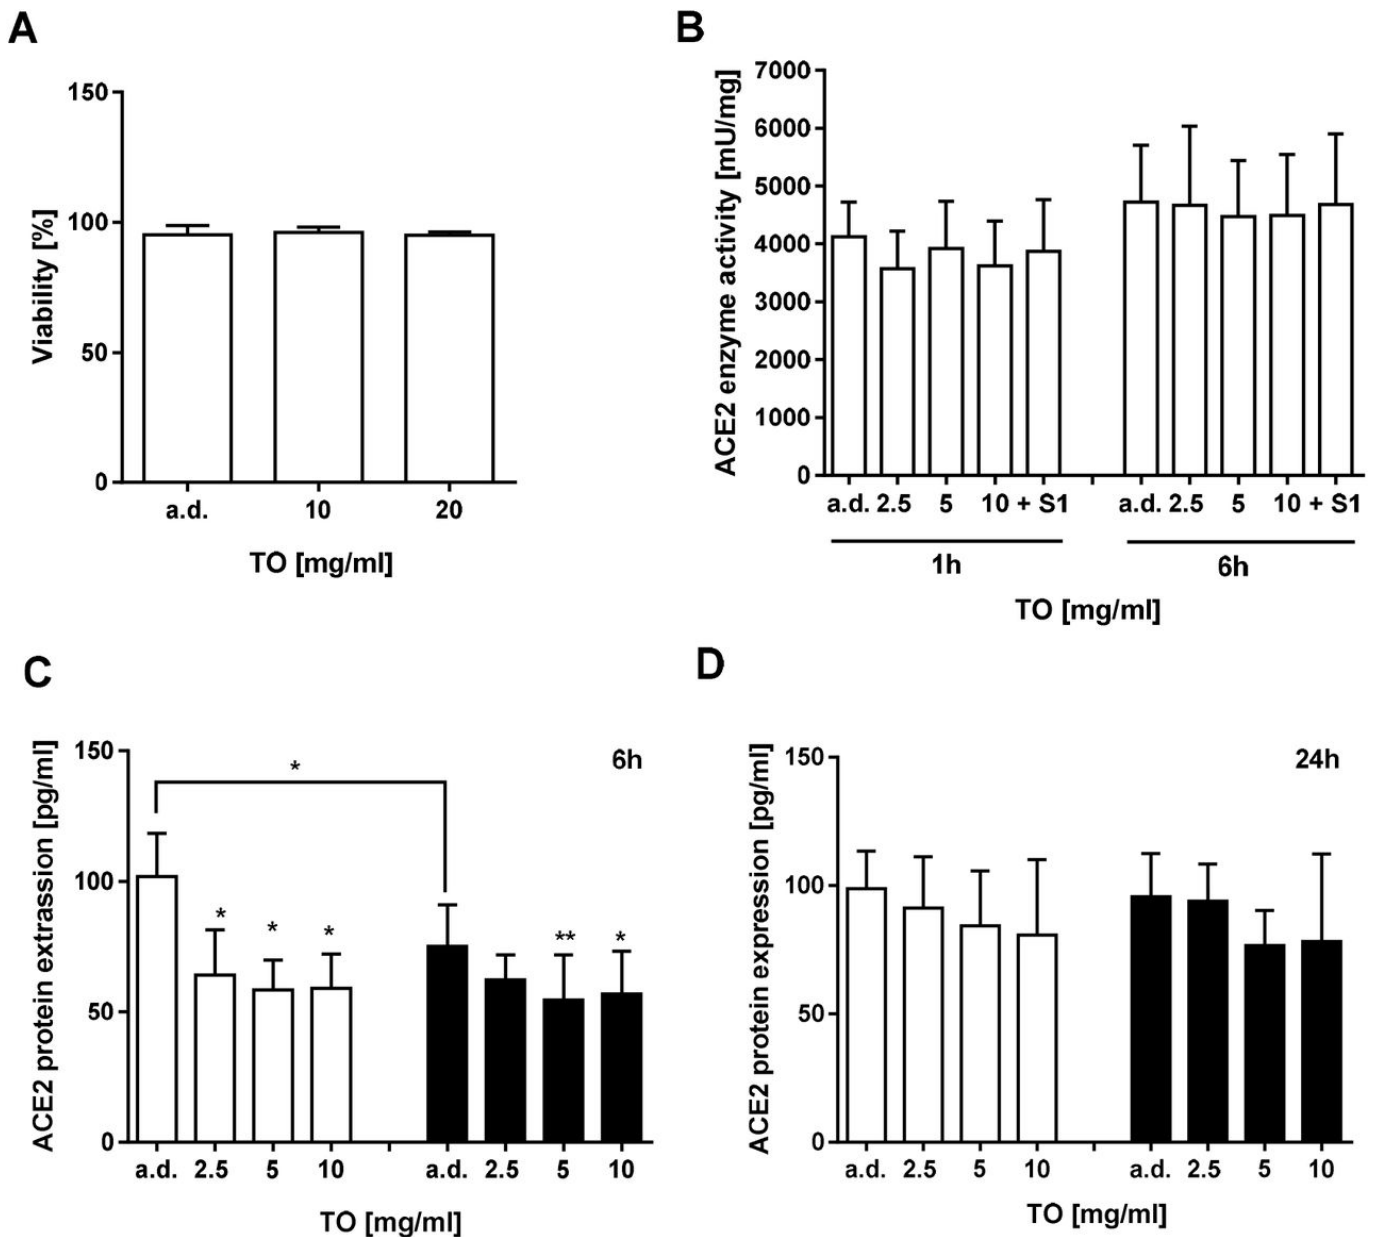 A
Viability [%]
150
100
50
0
a.d. 10 20
TO [mg/ml]
B
ACE2 enzyme activity [mU/mg]
7000
6000
5000
4000
3000
2000
1000
0
a.d. 2.5 5 10 + S1 a.d. 2.5 5 10 + S1
1h 6h
TO [mg/ml]
C
ACE2 protein extrassion [pg/ml]
150
100
50
0
6h
*
* * * ** *
a.d. 2.5 5 10 a.d. 2.5 5 10
TO [mg/ml]
D
ACE2 protein expression [pg/ml]
150
100
50
0
24h
a.d. 2.5 5 10 a.d. 2.5 5 10
TO [mg/ml]